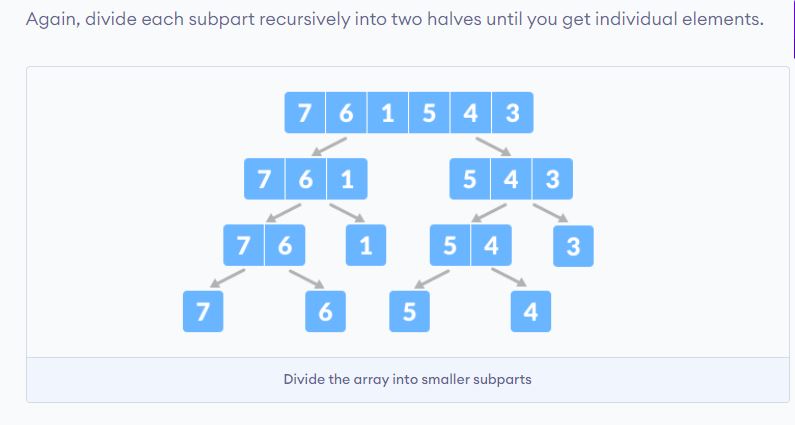 Again, divide each subpart recursively into two halves until you get individual elements.
7 6 1 5 4 3
7 6 1 5 4 3
7 6 1 5 4 3
7 6 5 4
Divide the array into smaller subparts